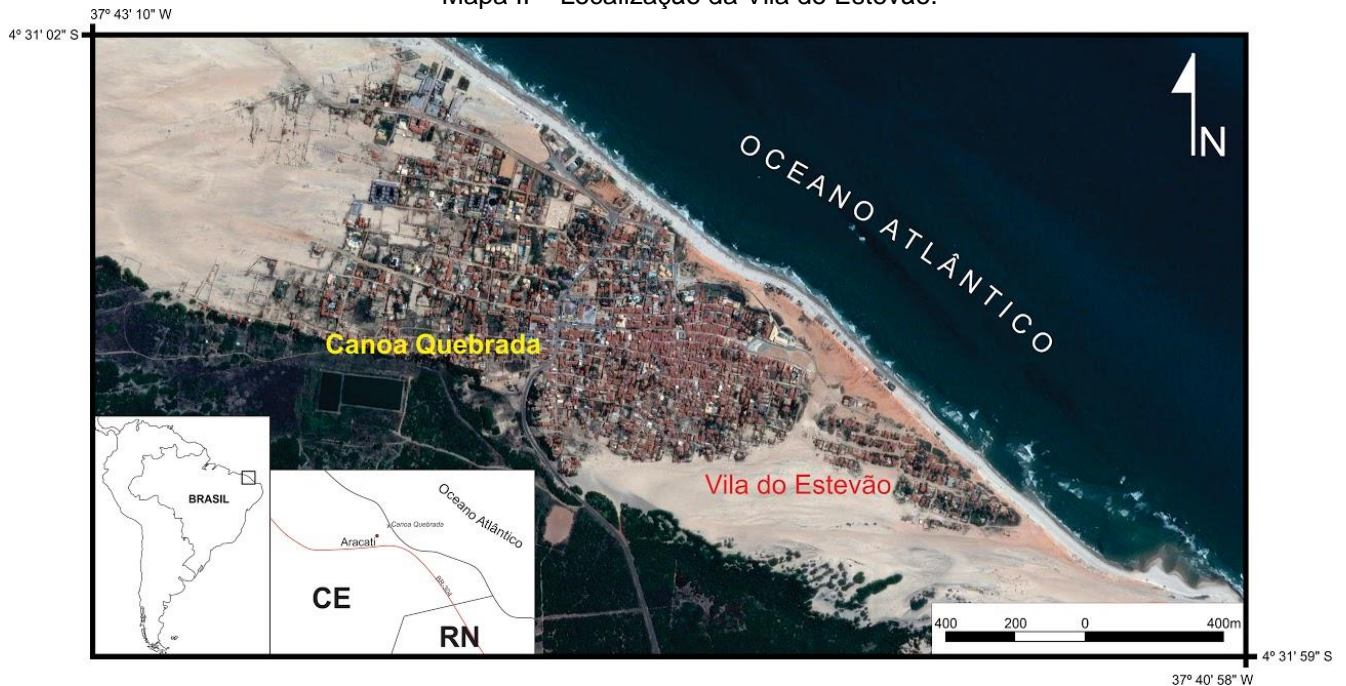 Mapa II – Localização da Vila do Estevão.
37º 43' 10" W
4º 31' 02" S
N
OCEANO ATLÂNTICO
Canoa Quebrada
Vila do Estevão
BRASIL
Oceano Atlântico
Canoa Quebrada
Aracati
BR-304
CE
RN
400 200 0 400m
4º 31' 59" S
37º 40' 58" W